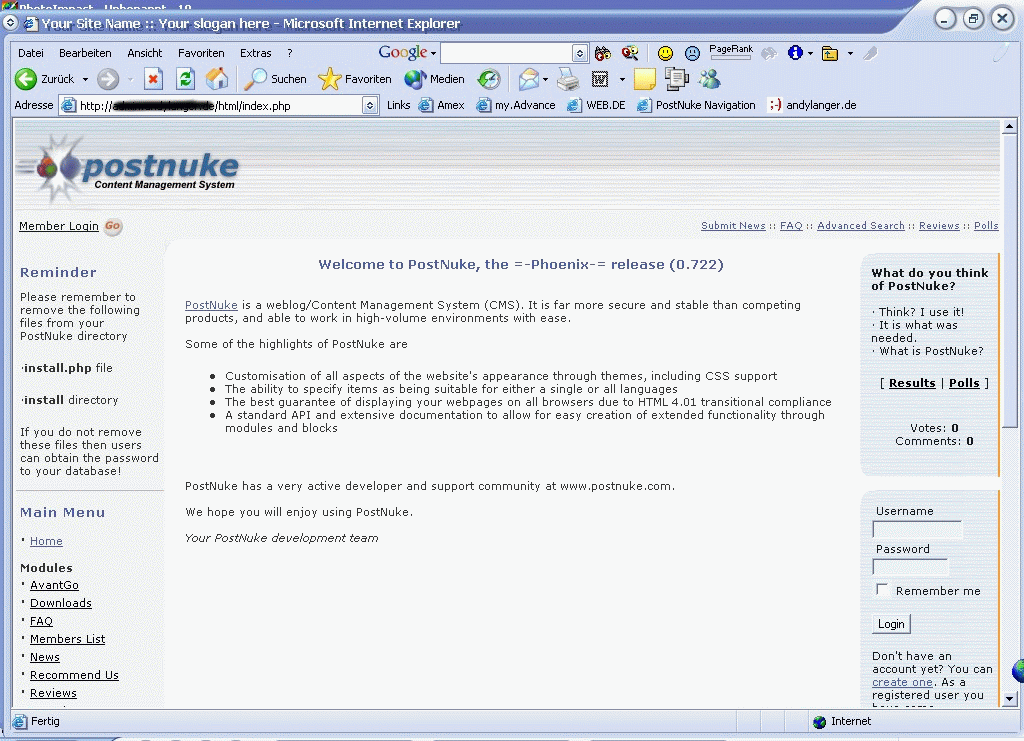 Your Site Name :: Your slogan here - Microsoft Internet Explorer
Datei Bearbeiten Ansicht Favoriten Extras ? Google PageRank
Zurück Suchen Favoriten Medien
Adresse http:// /html/index.php Links Amex my.Advance WEB.DE PostNuke Navigation ;-) andylanger.de
postnuke
Content Management System
Member Login Go
Submit News :: FAQ :: Advanced Search :: Reviews :: Polls
Reminder
Please remember to
remove the following
files from your
PostNuke directory
·install.php file
·install directory
If you do not remove
these files then users
can obtain the password
to your database!
Main Menu
· Home
Modules
· AvantGo
· Downloads
· FAQ
· Members List
· News
· Recommend Us
· Reviews
Welcome to PostNuke, the =-Phoenix-= release (0.722)
PostNuke is a weblog/Content Management System (CMS). It is far more secure and stable than competing
products, and able to work in high-volume environments with ease.
Some of the highlights of PostNuke are
• Customisation of all aspects of the website's appearance through themes, including CSS support
• The ability to specify items as being suitable for either a single or all languages
• The best guarantee of displaying your webpages on all browsers due to HTML 4.01 transitional compliance
• A standard API and extensive documentation to allow for easy creation of extended functionality through
modules and blocks
PostNuke has a very active developer and support community at www.postnuke.com.
We hope you will enjoy using PostNuke.
Your PostNuke development team
What do you think
of PostNuke?
· Think? I use it!
· It is what was
needed.
· What is PostNuke?
[ Results | Polls ]
Votes: 0
Comments: 0
Username
Password
Remember me
Login
Don't have an
account yet? You can
create one. As a
registered user you
Fertig Internet